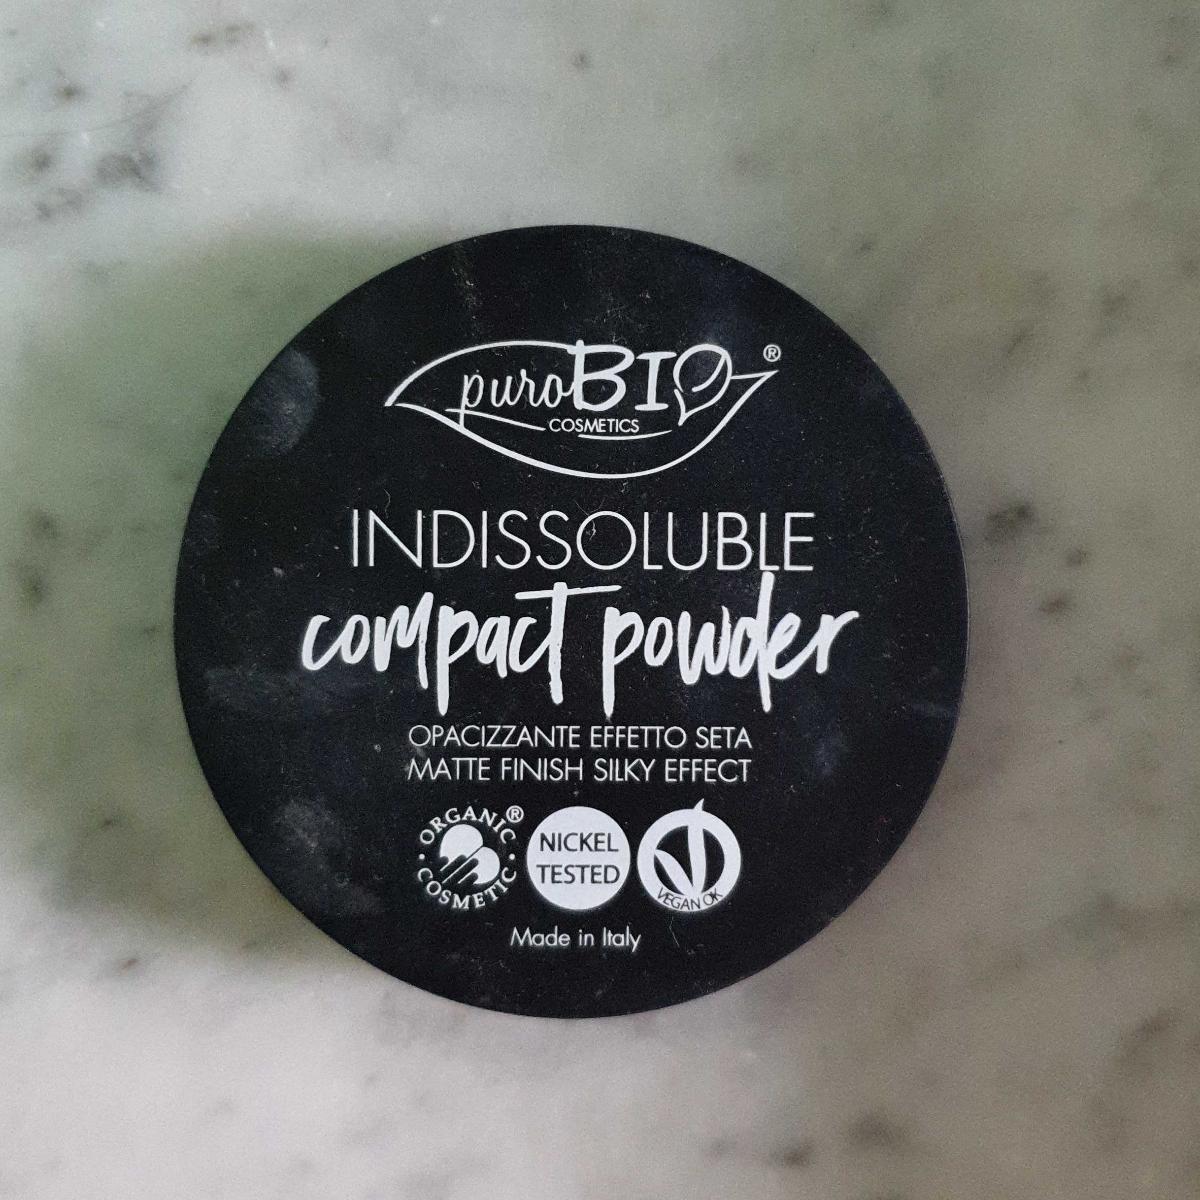 puroBIO®
COSMETICS
INDISSOLUBLE
compact powder
OPACIZZANTE EFFETTO SETA
MATTE FINISH SILKY EFFECT
ORGANIC ® COSMETIC
NICKEL
TESTED
VEGAN OK
Made in Italy